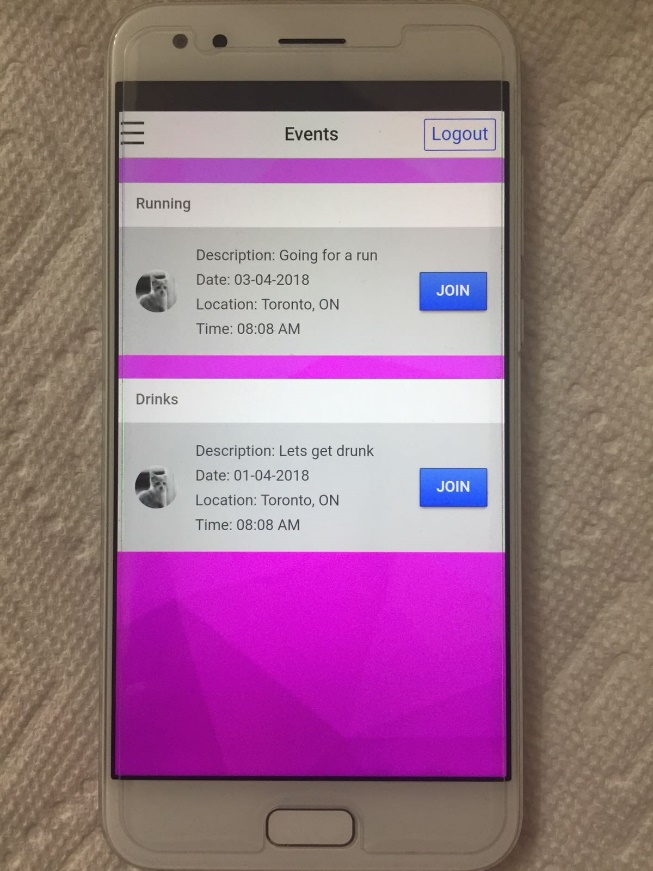 Events
Logout
Running
Description: Going for a run
Date: 03-04-2018
Location: Toronto, ON
Time: 08:08 AM
JOIN
Drinks
Description: Lets get drunk
Date: 01-04-2018
Location: Toronto, ON
Time: 08:08 AM
JOIN